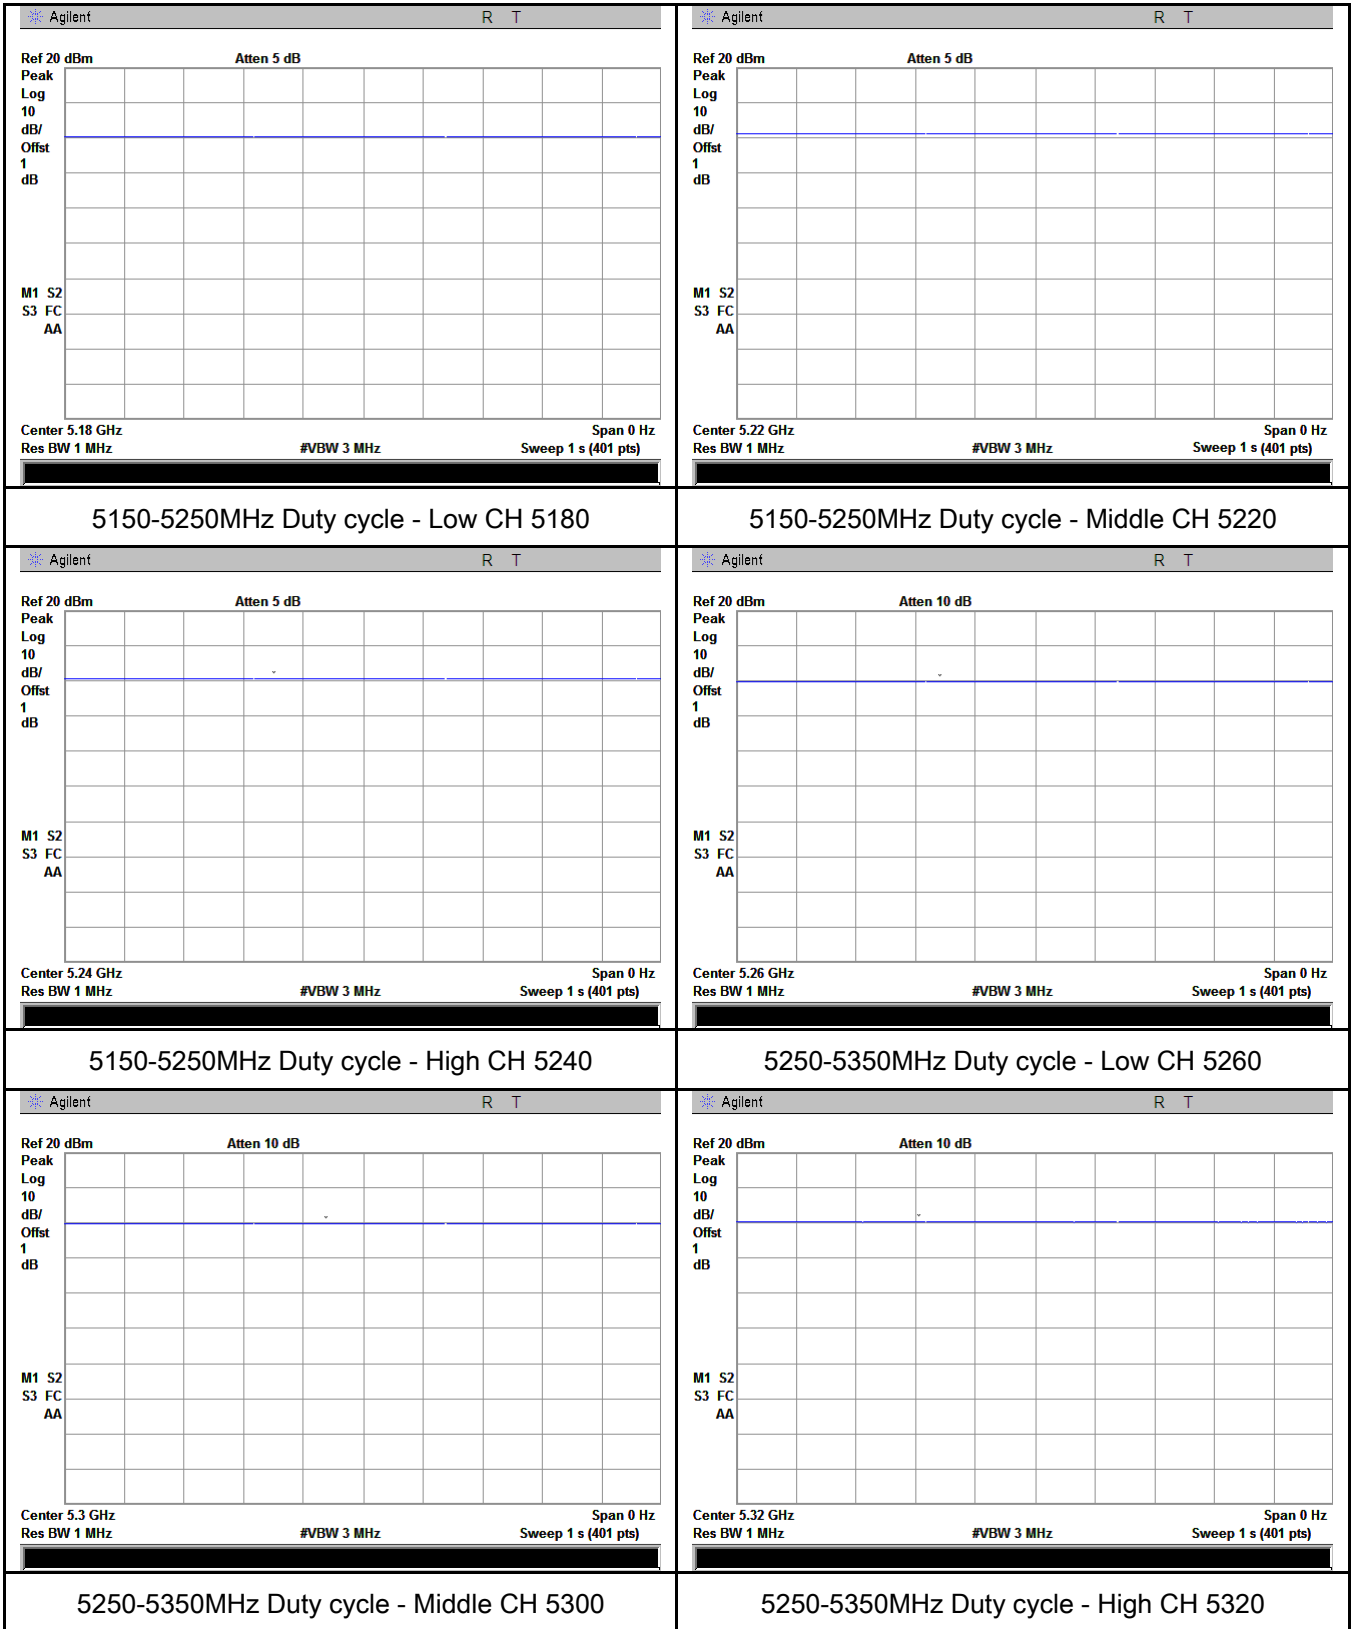 Agilent R T
Ref 20 dBm Atten 5 dB
Peak
Log
10
dB/
Offst
1
dB
M1 S2
S3 FC
AA
Center 5.18 GHz Span 0 Hz
Res BW 1 MHz #VBW 3 MHz Sweep 1 s (401 pts)
5150-5250MHz Duty cycle - Low CH 5180
Agilent R T
Ref 20 dBm Atten 5 dB
Peak
Log
10
dB/
Offst
1
dB
M1 S2
S3 FC
AA
Center 5.22 GHz Span 0 Hz
Res BW 1 MHz #VBW 3 MHz Sweep 1 s (401 pts)
5150-5250MHz Duty cycle - Middle CH 5220
Agilent R T
Ref 20 dBm Atten 5 dB
Peak
Log
10
dB/
Offst
1
dB
M1 S2
S3 FC
AA
Center 5.24 GHz Span 0 Hz
Res BW 1 MHz #VBW 3 MHz Sweep 1 s (401 pts)
5150-5250MHz Duty cycle - High CH 5240
Agilent R T
Ref 20 dBm Atten 10 dB
Peak
Log
10
dB/
Offst
1
dB
M1 S2
S3 FC
AA
Center 5.26 GHz Span 0 Hz
Res BW 1 MHz #VBW 3 MHz Sweep 1 s (401 pts)
5250-5350MHz Duty cycle - Low CH 5260
Agilent R T
Ref 20 dBm Atten 10 dB
Peak
Log
10
dB/
Offst
1
dB
M1 S2
S3 FC
AA
Center 5.3 GHz Span 0 Hz
Res BW 1 MHz #VBW 3 MHz Sweep 1 s (401 pts)
5250-5350MHz Duty cycle - Middle CH 5300
Agilent R T
Ref 20 dBm Atten 10 dB
Peak
Log
10
dB/
Offst
1
dB
M1 S2
S3 FC
AA
Center 5.32 GHz Span 0 Hz
Res BW 1 MHz #VBW 3 MHz Sweep 1 s (401 pts)
5250-5350MHz Duty cycle - High CH 5320